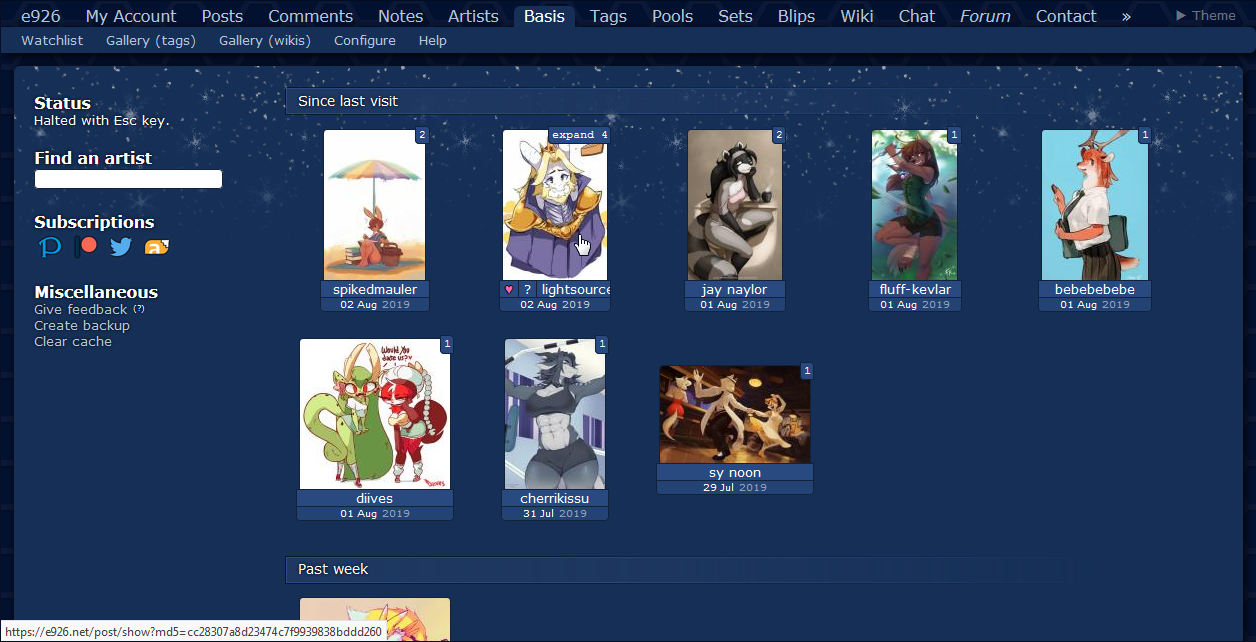 e926 My Account Posts Comments Notes Artists Basis Tags Pools Sets Blips Wiki Chat Forum Contact » ▶ Theme
Watchlist Gallery (tags) Gallery (wikis) Configure Help
Status
Halted with Esc key.
Find an artist
Subscriptions
Miscellaneous
Give feedback (?)
Create backup
Clear cache
Since last visit
2 expand 4 2 1 1
spikedmauler ♥ ? lightsource jay naylor fluff-kevlar bebebebebe
02 Aug 2019 02 Aug 2019 01 Aug 2019 01 Aug 2019 01 Aug 2019
1 1 1
Would You
diives cherrikissu sy noon
01 Aug 2019 31 Jul 2019 29 Jul 2019
Past week
https://e926.net/post/show?md5=cc28307a8d23474c7f9939838bddd260